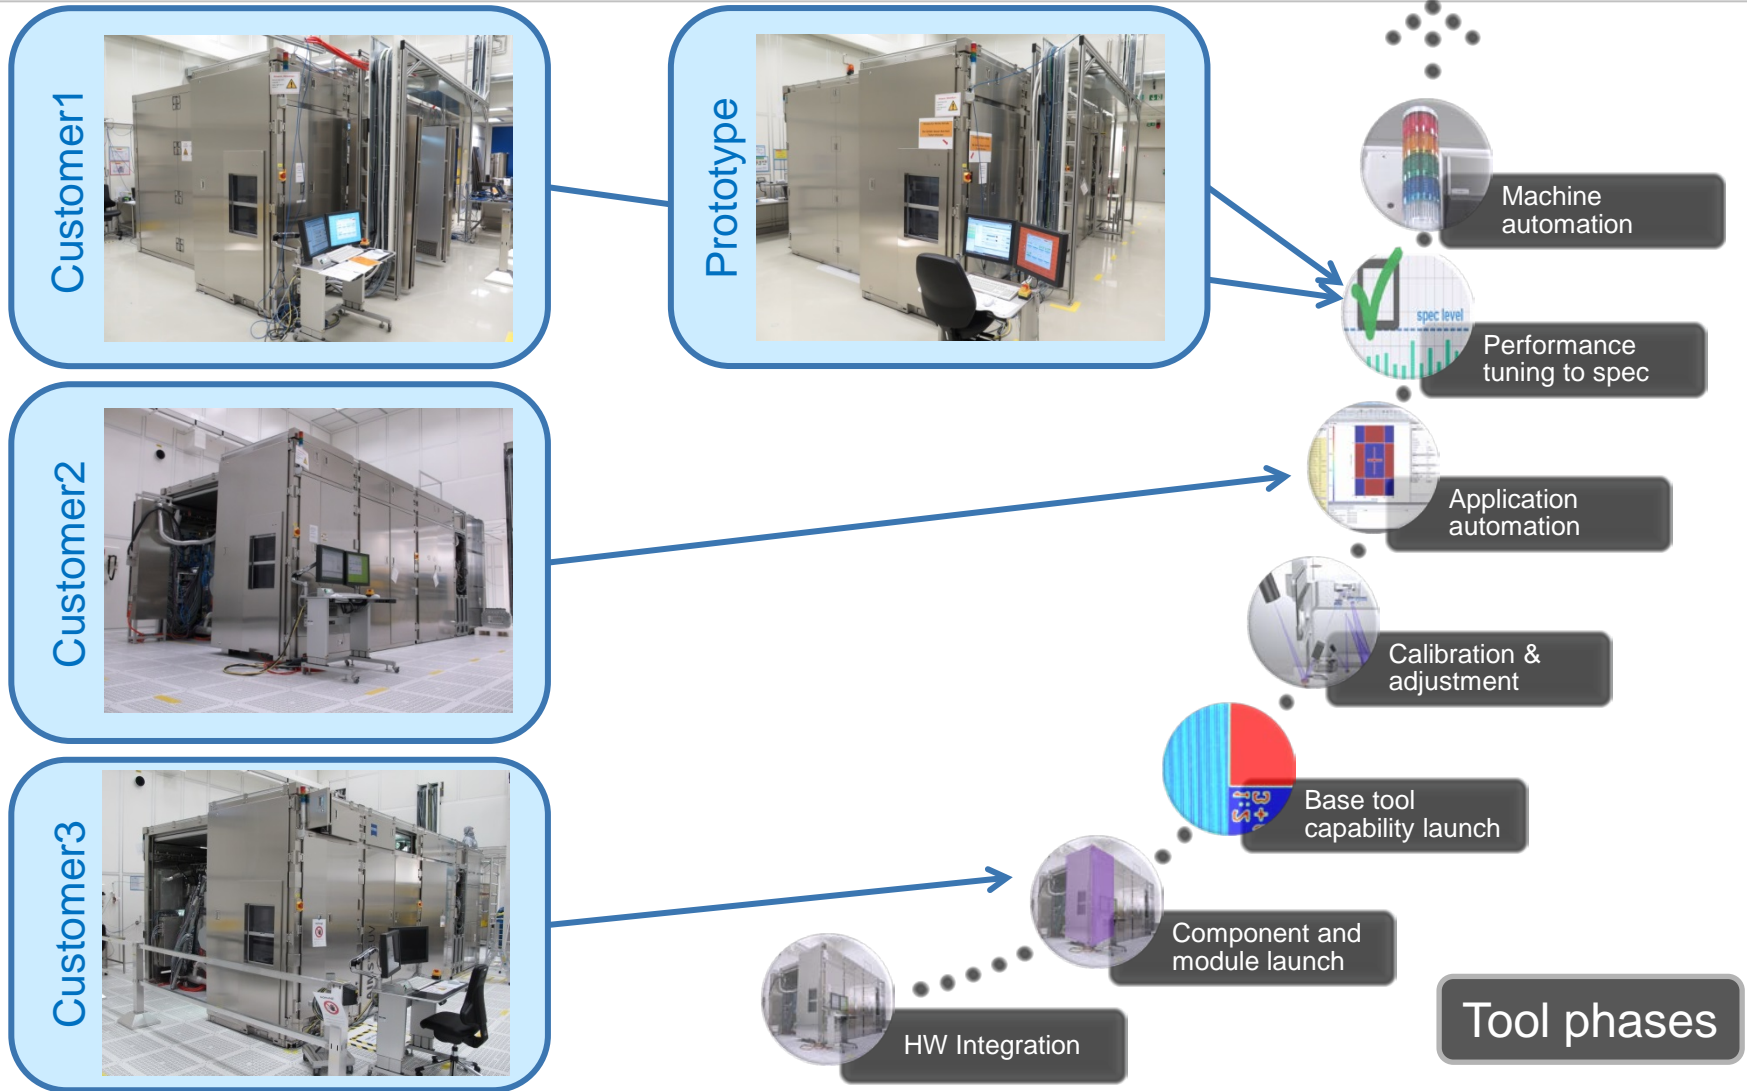 Customer1
Prototype
Customer2
Customer3
Machine
automation
spec level
Performance
tuning to spec
Application
automation
Calibration &
adjustment
Base tool
capability launch
Component and
module launch
HW Integration
Tool phases